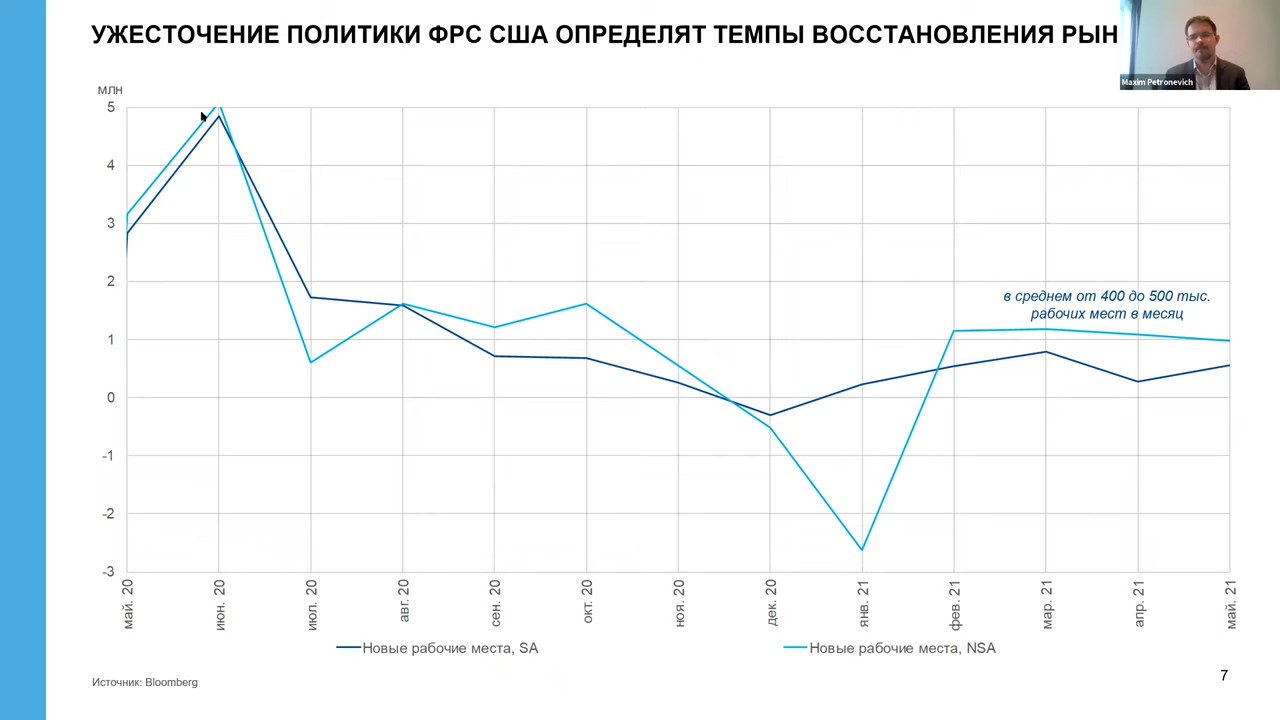 УЖЕСТОЧЕНИЕ ПОЛИТИКИ ФРС США ОПРЕДЕЛЯТ ТЕМПЫ ВОССТАНОВЛЕНИЯ РЫН
Maxim Petronevich
млн
5
4
3
2
1
0
-1
-2
-3
в среднем от 400 до 500 тыс.
рабочих мест в месяц
май. 20
июн. 20
июл. 20
авг. 20
сен. 20
окт. 20
ноя. 20
дек. 20
янв. 21
фев. 21
мар. 21
апр. 21
май. 21
Новые рабочие места, SA
Новые рабочие места, NSA
Источник: Bloomberg
7